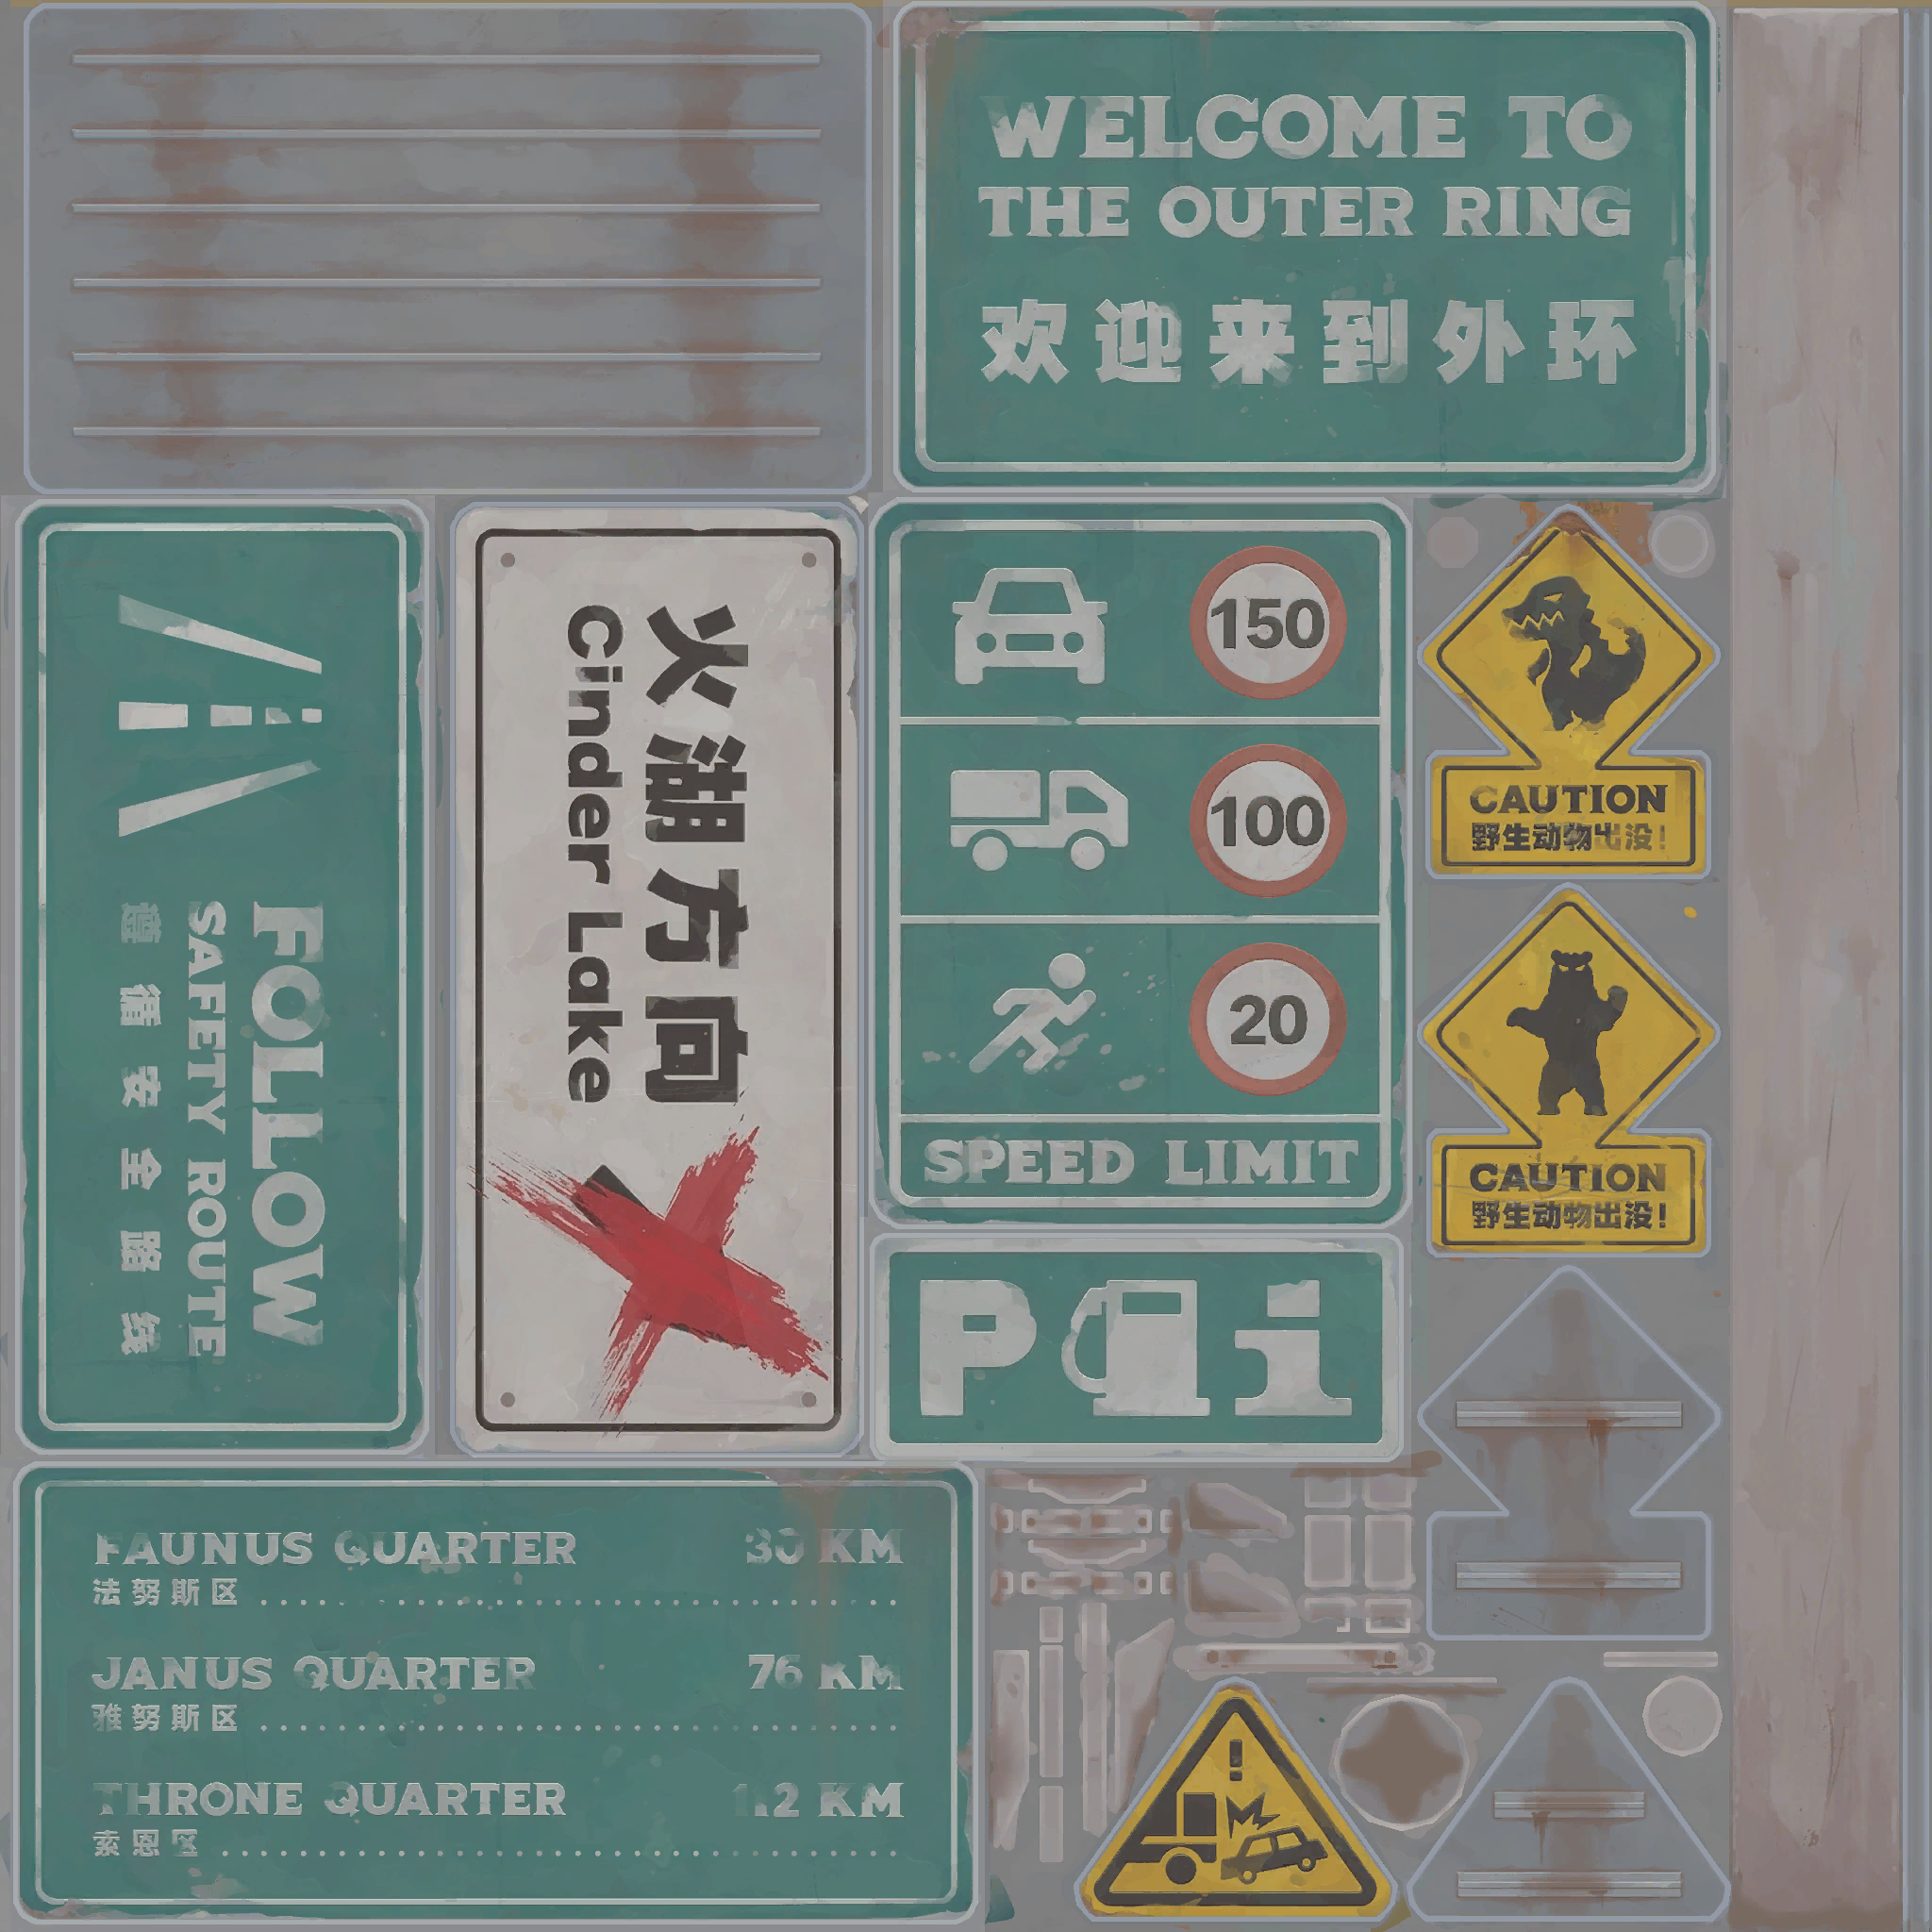 WELCOME TO
THE OUTER RING
欢迎来到外环
FOLLOW
SAFETY ROUTE
遵循安全路线
火湖方向
Cinder Lake
150
100
20
SPEED LIMIT
CAUTION
野生动物出没!
CAUTION
野生动物出没!
P i
FAUNUS QUARTER 30 KM
法努斯区
JANUS QUARTER 76 KM
雅努斯区
THRONE QUARTER 112 KM
索恩区
!